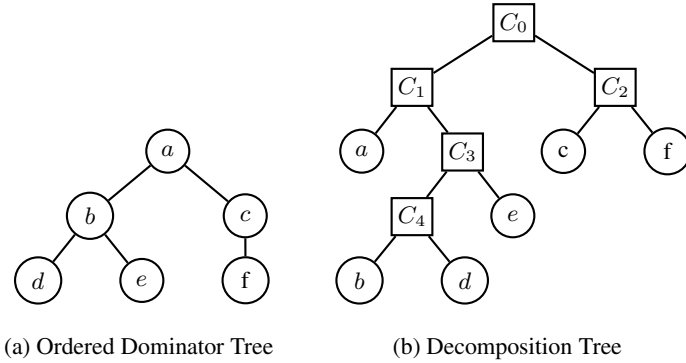 C₀
C₁ C₂
a C₃ c f
C₄ e
b d
a
b c
d e f
(a) Ordered Dominator Tree
(b) Decomposition Tree